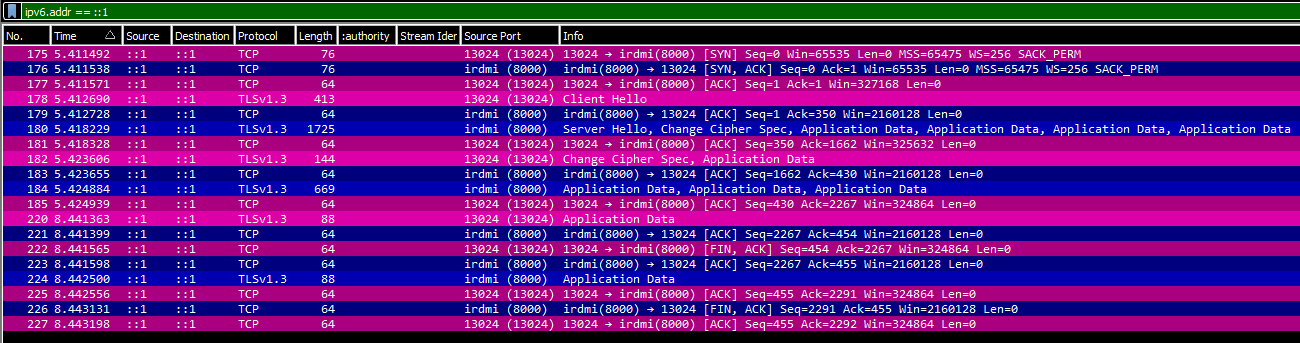 ipv6.addr == ::1
No. Time Source Destination Protocol Length :authority Stream Ider Source Port Info
175 5.411492 ::1 ::1 TCP 76 13024 (13024) 13024 → irdmi(8000) [SYN] Seq=0 Win=65535 Len=0 MSS=65475 WS=256 SACK_PERM
176 5.411538 ::1 ::1 TCP 76 irdmi (8000) irdmi(8000) → 13024 [SYN, ACK] Seq=0 Ack=1 Win=65535 Len=0 MSS=65475 WS=256 SACK_PERM
177 5.411571 ::1 ::1 TCP 64 13024 (13024) 13024 → irdmi(8000) [ACK] Seq=1 Ack=1 Win=327168 Len=0
178 5.412690 ::1 ::1 TLSv1.3 413 13024 (13024) Client Hello
179 5.412728 ::1 ::1 TCP 64 irdmi (8000) irdmi(8000) → 13024 [ACK] Seq=1 Ack=350 Win=2160128 Len=0
180 5.418229 ::1 ::1 TLSv1.3 1725 irdmi (8000) Server Hello, Change Cipher Spec, Application Data, Application Data, Application Data, Application Data
181 5.418328 ::1 ::1 TCP 64 13024 (13024) 13024 → irdmi(8000) [ACK] Seq=350 Ack=1662 Win=325632 Len=0
182 5.423606 ::1 ::1 TLSv1.3 144 13024 (13024) Change Cipher Spec, Application Data
183 5.423655 ::1 ::1 TCP 64 irdmi (8000) irdmi(8000) → 13024 [ACK] Seq=1662 Ack=430 Win=2160128 Len=0
184 5.424884 ::1 ::1 TLSv1.3 669 irdmi (8000) Application Data, Application Data, Application Data
185 5.424939 ::1 ::1 TCP 64 13024 (13024) 13024 → irdmi(8000) [ACK] Seq=430 Ack=2267 Win=324864 Len=0
220 8.441363 ::1 ::1 TLSv1.3 88 13024 (13024) Application Data
221 8.441399 ::1 ::1 TCP 64 irdmi (8000) irdmi(8000) → 13024 [ACK] Seq=2267 Ack=454 Win=2160128 Len=0
222 8.441565 ::1 ::1 TCP 64 13024 (13024) 13024 → irdmi(8000) [FIN, ACK] Seq=454 Ack=2267 Win=324864 Len=0
223 8.441598 ::1 ::1 TCP 64 irdmi (8000) irdmi(8000) → 13024 [ACK] Seq=2267 Ack=455 Win=2160128 Len=0
224 8.442500 ::1 ::1 TLSv1.3 88 irdmi (8000) Application Data
225 8.442556 ::1 ::1 TCP 64 13024 (13024) 13024 → irdmi(8000) [ACK] Seq=455 Ack=2291 Win=324864 Len=0
226 8.443131 ::1 ::1 TCP 64 irdmi (8000) irdmi(8000) → 13024 [FIN, ACK] Seq=2291 Ack=455 Win=2160128 Len=0
227 8.443198 ::1 ::1 TCP 64 13024 (13024) 13024 → irdmi(8000) [ACK] Seq=455 Ack=2292 Win=324864 Len=0